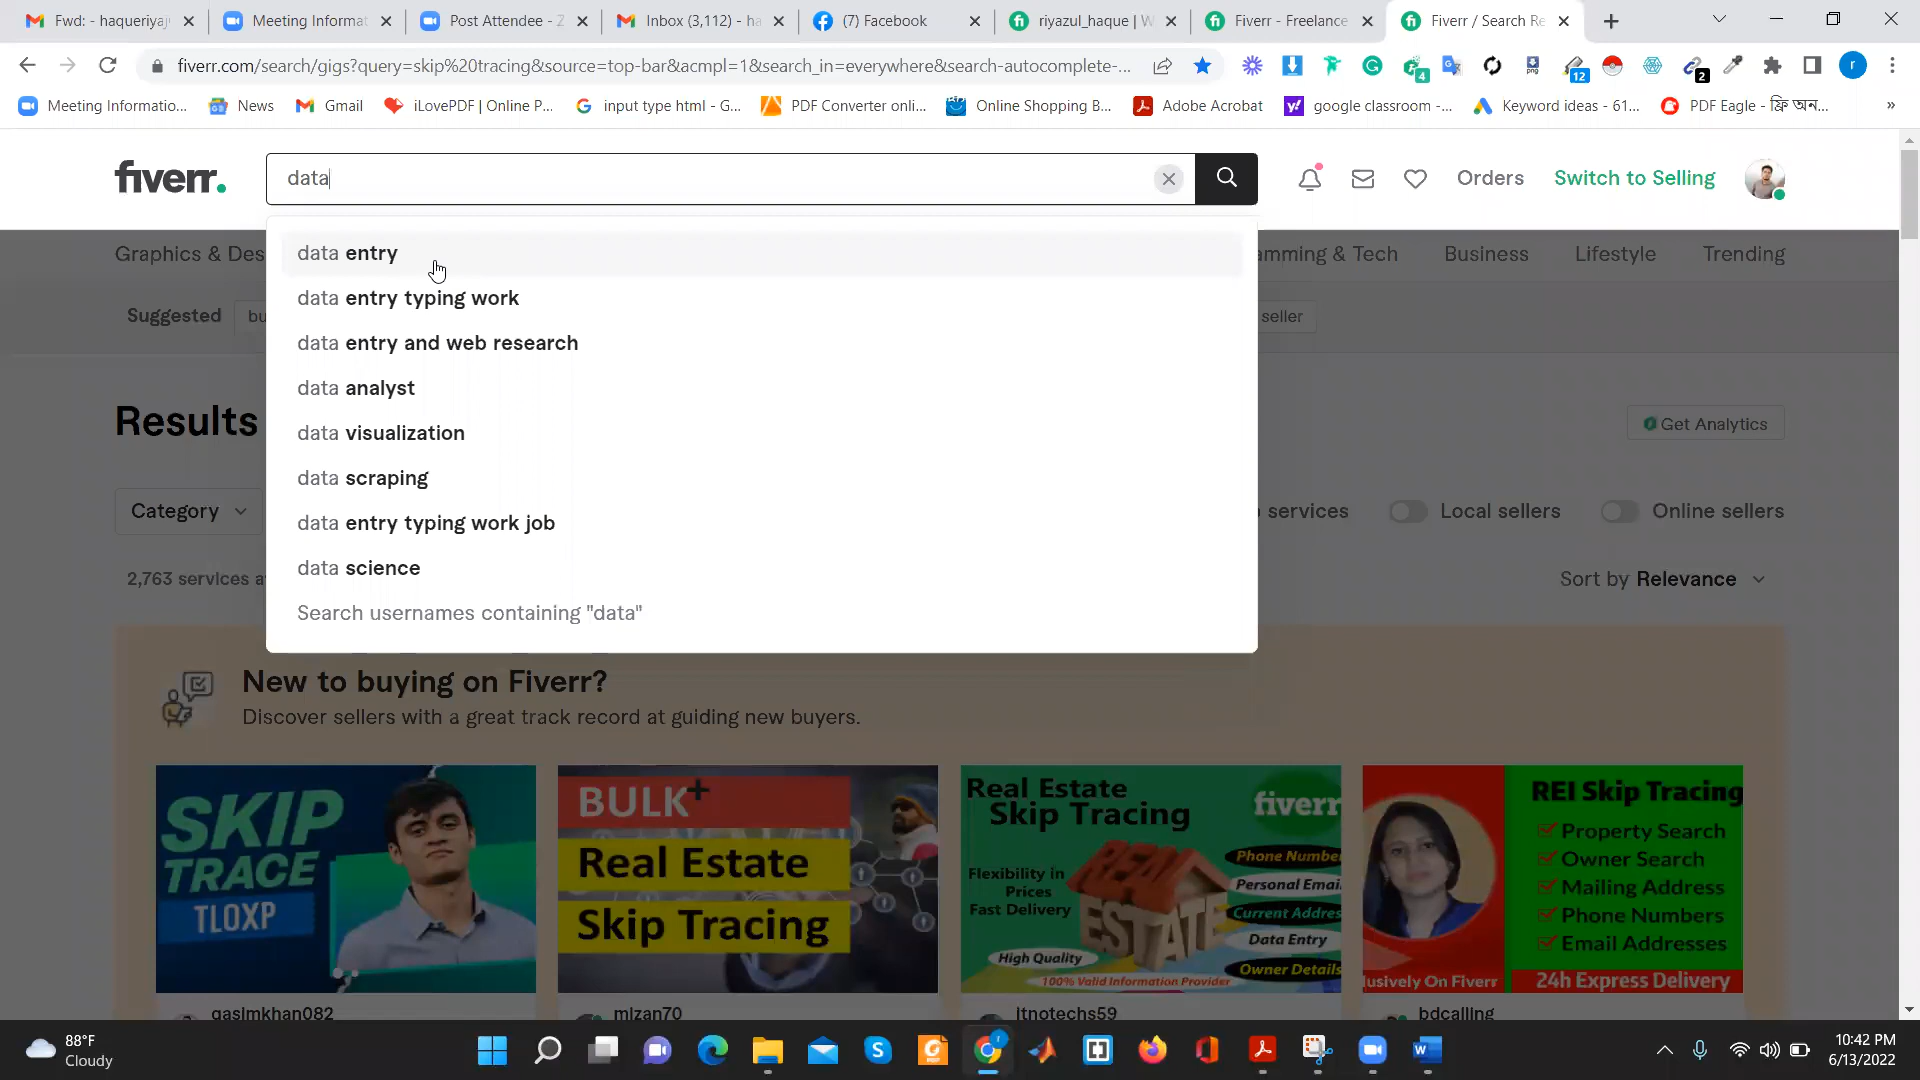 Fwd: - haqueriyaj
Meeting Informat
Post Attendee - Z
Inbox (3,112) - ha
(7) Facebook
riyazul_haque | W
Fiverr - Freelance
Fiverr / Search Re
fiverr.com/search/gigs?query=skip%20tracing&source=top-bar&acmpl=1&search_in=everywhere&search-autocomplete-...
4
12
2
r
Meeting Informatio...
News
Gmail
iLovePDF | Online P...
input type html - G...
PDF Converter onli...
Online Shopping B...
Adobe Acrobat
google classroom -...
Keyword ideas - 61...
PDF Eagle - ফ্রি অন...
»
fiverr.
data
Orders
Switch to Selling
Graphics & Des
amming & Tech
Business
Lifestyle
Trending
data entry
data entry typing work
data entry and web research
data analyst
data visualization
data scraping
data entry typing work job
data science
Search usernames containing "data"
Suggested
bu
seller
Results
Get Analytics
Category
services
Local sellers
Online sellers
2,763 services a
Sort by Relevance
New to buying on Fiverr?
Discover sellers with a great track record at guiding new buyers.
SKIP
TRACE
TLOXP
BULK+
Real Estate
Skip Tracing
Real Estate
Skip Tracing
fiverr
Flexibility in
Prices
Fast Delivery
REAL
ESTATE
Phone Number
Personal Emai
Current Addres
Data Entry
Owner Details
High Quality
100% Valid Information Provider
REI Skip Tracing
Property Search
Owner Search
Mailing Address
Phone Numbers
Email Addresses
lusively On Fiverr
24h Express Delivery
qasimkhan082
mizan70
itnotechs59
bdcalling
88°F
Cloudy
10:42 PM
6/13/2022